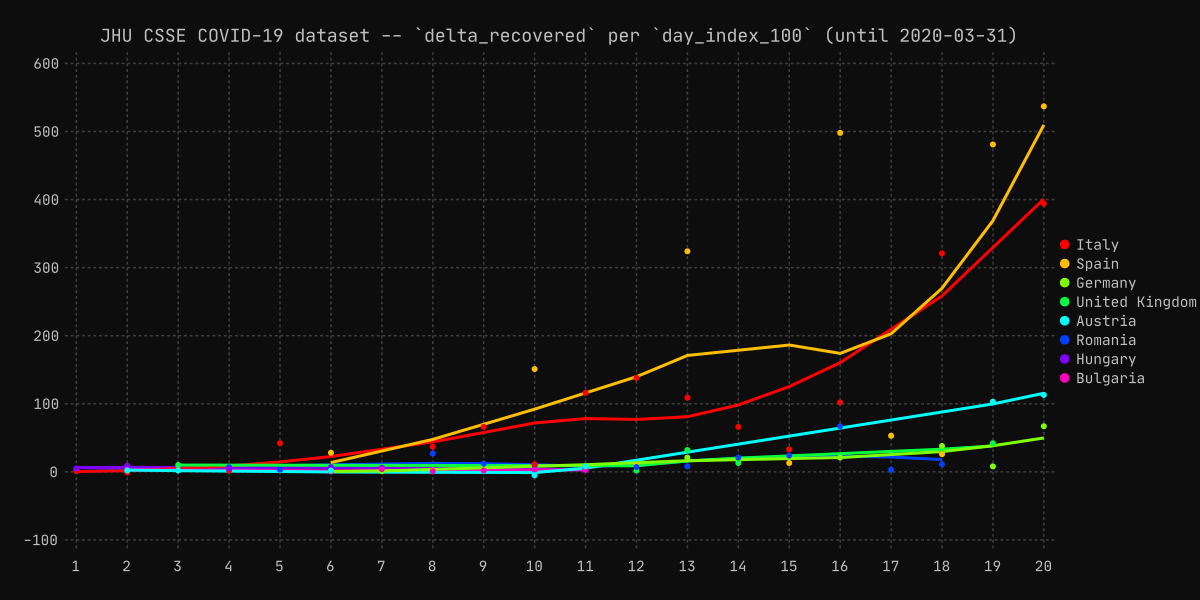 JHU CSSE COVID-19 dataset -- `delta_recovered` per `day_index_100` (until 2020-03-31)
600
500
400
300
200
100
0
-100
1 2 3 4 5 6 7 8 9 10 11 12 13 14 15 16 17 18 19 20
Italy
Spain
Germany
United Kingdom
Austria
Romania
Hungary
Bulgaria